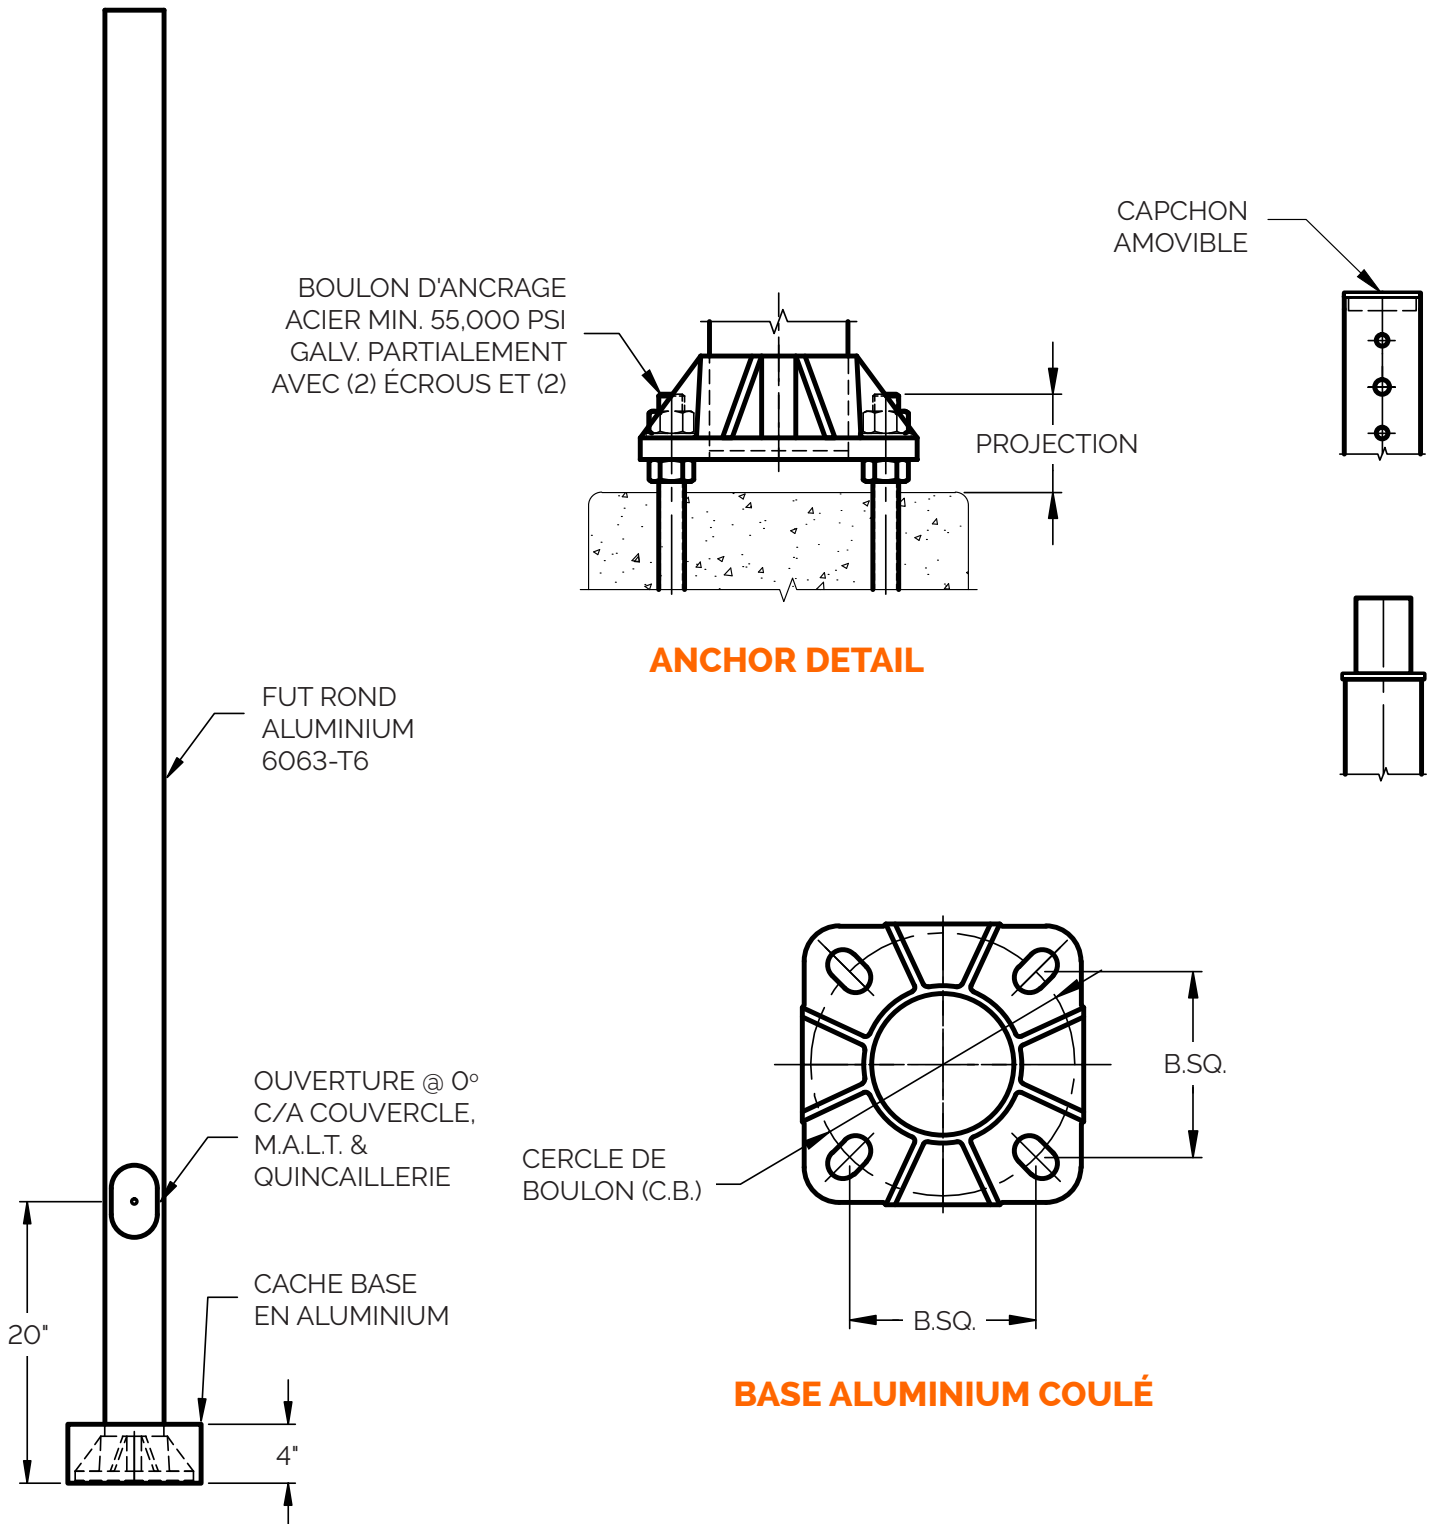 CAPCHON
AMOVIBLE
BOULON D'ANCRAGE
ACIER MIN. 55,000 PSI
GALV. PARTIALEMENT
AVEC (2) ÉCROUS ET (2)
PROJECTION
ANCHOR DETAIL
FUT ROND
ALUMINIUM
6063-T6
OUVERTURE @ 0º
C/A COUVERCLE,
M.A.L.T. &
QUINCAILLERIE
B.SQ.
CERCLE DE
BOULON (C.B.)
CACHE BASE
EN ALUMINIUM
20"
B.SQ.
BASE ALUMINIUM COULÉ
4"